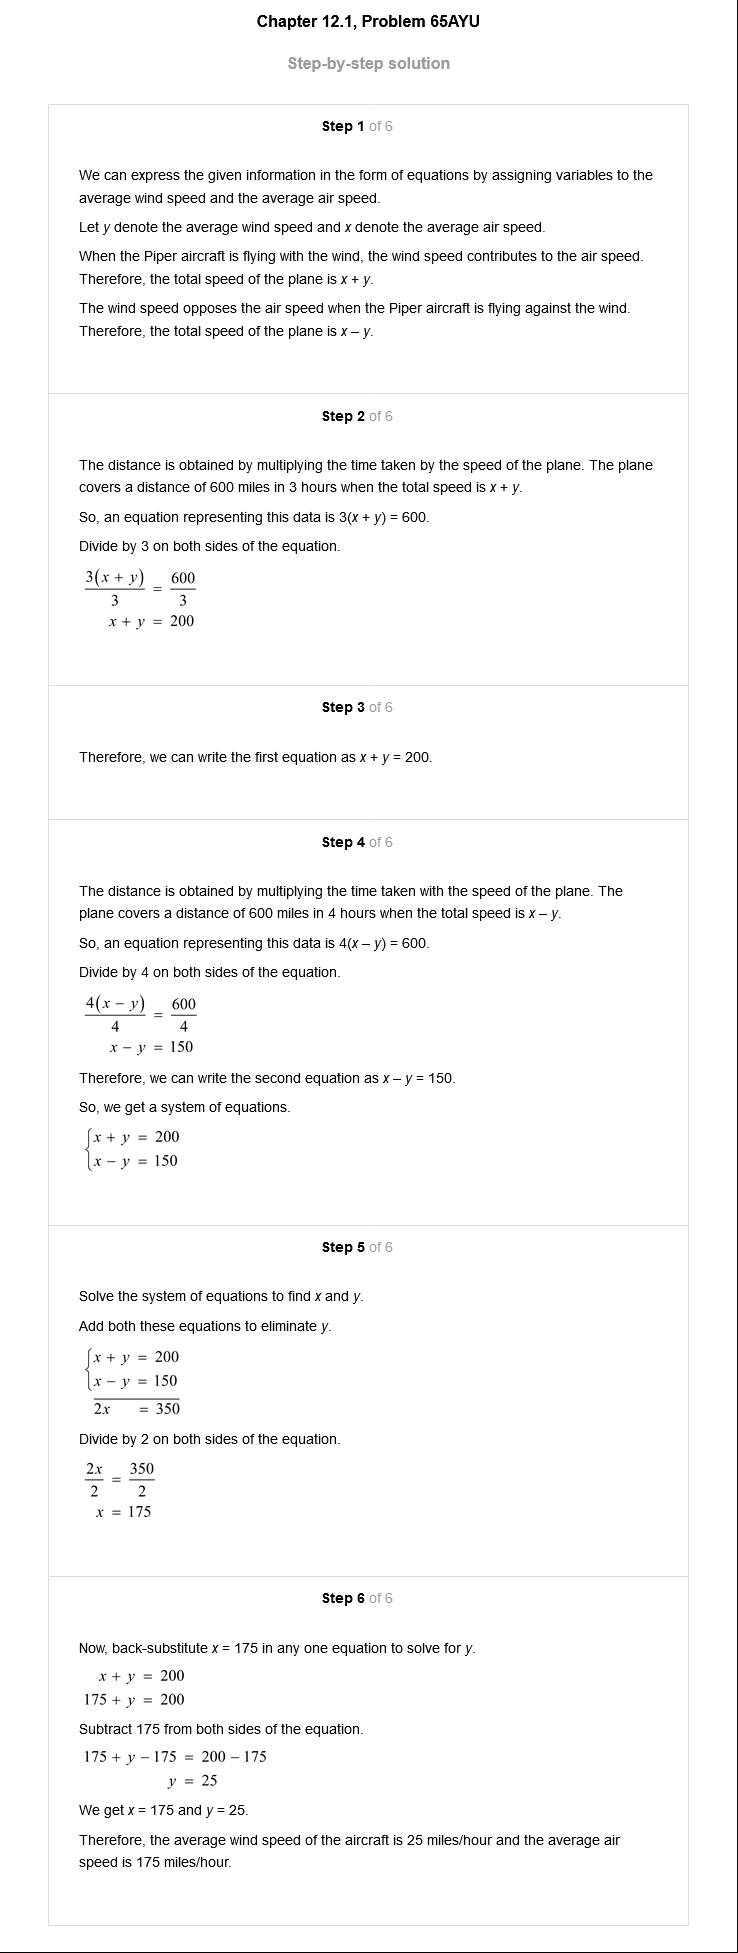 Chapter 12.1, Problem 65AYU
Step-by-step solution
Step 1 of 6
We can express the given information in the form of equations by assigning variables to the
average wind speed and the average air speed.
Let y denote the average wind speed and x denote the average air speed.
When the Piper aircraft is flying with the wind, the wind speed contributes to the air speed.
Therefore, the total speed of the plane is x + y.
The wind speed opposes the air speed when the Piper aircraft is flying against the wind.
Therefore, the total speed of the plane is x – y.
Step 2 of 6
The distance is obtained by multiplying the time taken by the speed of the plane. The plane
covers a distance of 600 miles in 3 hours when the total speed is x + y.
So, an equation representing this data is 3(x + y) = 600.
Divide by 3 on both sides of the equation.
3(x + y)/3 = 600/3
x + y = 200
Step 3 of 6
Therefore, we can write the first equation as x + y = 200.
Step 4 of 6
The distance is obtained by multiplying the time taken with the speed of the plane. The
plane covers a distance of 600 miles in 4 hours when the total speed is x – y.
So, an equation representing this data is 4(x – y) = 600.
Divide by 4 on both sides of the equation.
4(x − y)/4 = 600/4
x − y = 150
Therefore, we can write the second equation as x – y = 150.
So, we get a system of equations.
x + y = 200
x − y = 150
Step 5 of 6
Solve the system of equations to find x and y.
Add both these equations to eliminate y.
x + y = 200
x − y = 150
2x = 350
Divide by 2 on both sides of the equation.
2x/2 = 350/2
x = 175
Step 6 of 6
Now, back-substitute x = 175 in any one equation to solve for y.
x + y = 200
175 + y = 200
Subtract 175 from both sides of the equation.
175 + y − 175 = 200 − 175
y = 25
We get x = 175 and y = 25.
Therefore, the average wind speed of the aircraft is 25 miles/hour and the average air
speed is 175 miles/hour.